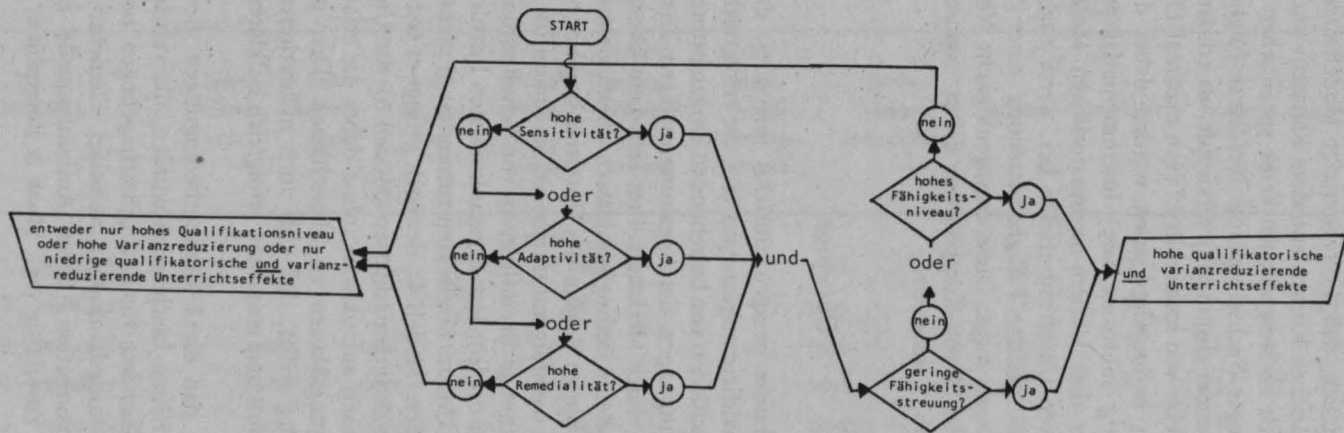 START
hohe
Sensitivität?
nein
ja
oder
hohe
Adaptivität?
nein
ja
oder
hohe
Remedialität?
nein
ja
und
geringe
Fähigkeits-
streuung?
nein
ja
oder
hohes
Fähigkeits-
niveau?
nein
ja
entweder nur hohes Qualifikationsniveau
oder hohe Varianzreduzierung oder nur
niedrige qualifikatorische und varianz-
reduzierende Unterrichtseffekte
hohe qualifikatorische
und varianzreduzierende
Unterrichtseffekte